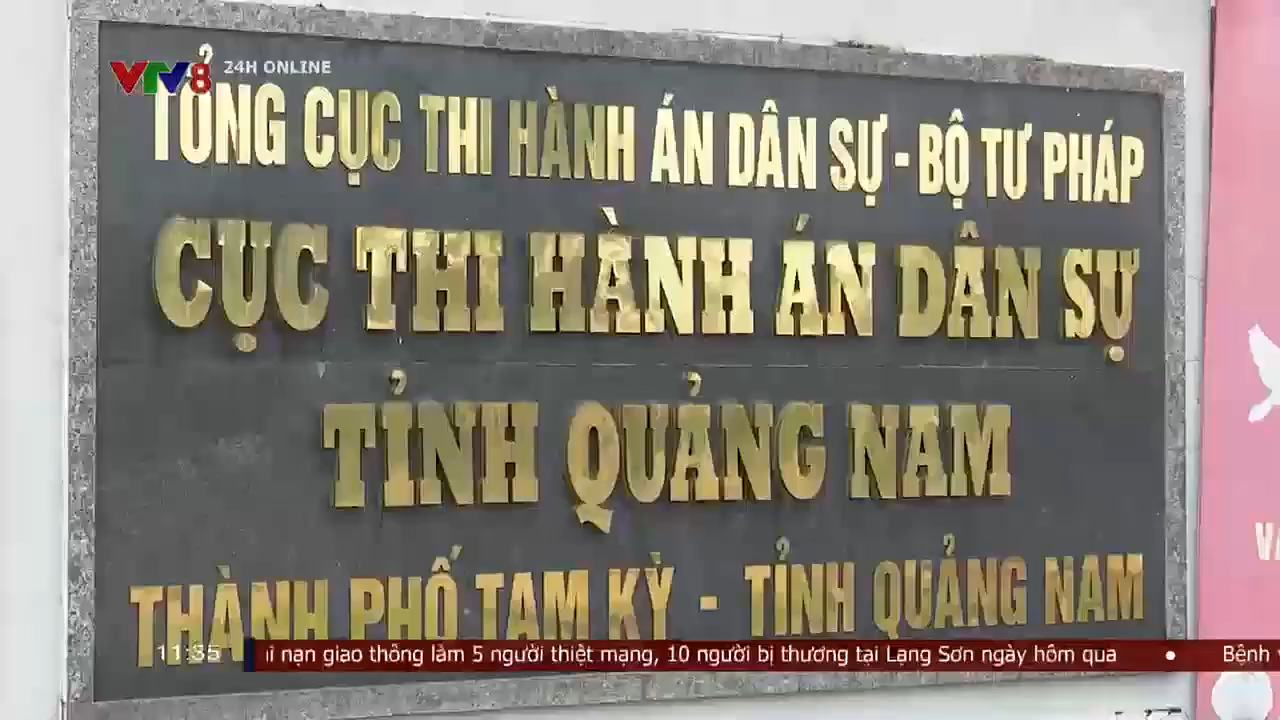 VTV8 24H ONLINE
TỔNG CỤC THI HÀNH ÁN DÂN SỰ - BỘ TƯ PHÁP
CỤC THI HÀNH ÁN DÂN SỰ
TỈNH QUẢNG NAM
THÀNH PHỐ TAM KỲ - TỈNH QUẢNG NAM
11:35 nạn giao thông làm 5 người thiệt mạng, 10 người bị thương tại Lạng Sơn ngày hôm qua • Bệnh